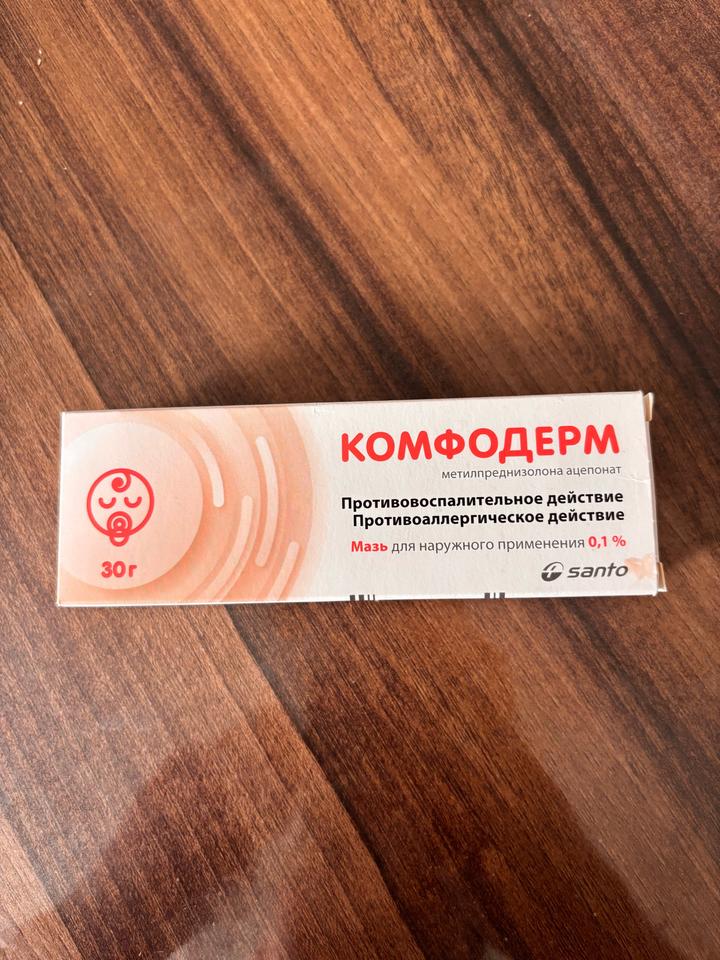 КОМФОДЕРМ
метилпреднизолона ацепонат
Противовоспалительное действие
Противоаллергическое действие
Мазь для наружного применения 0,1 %
30 г
santo